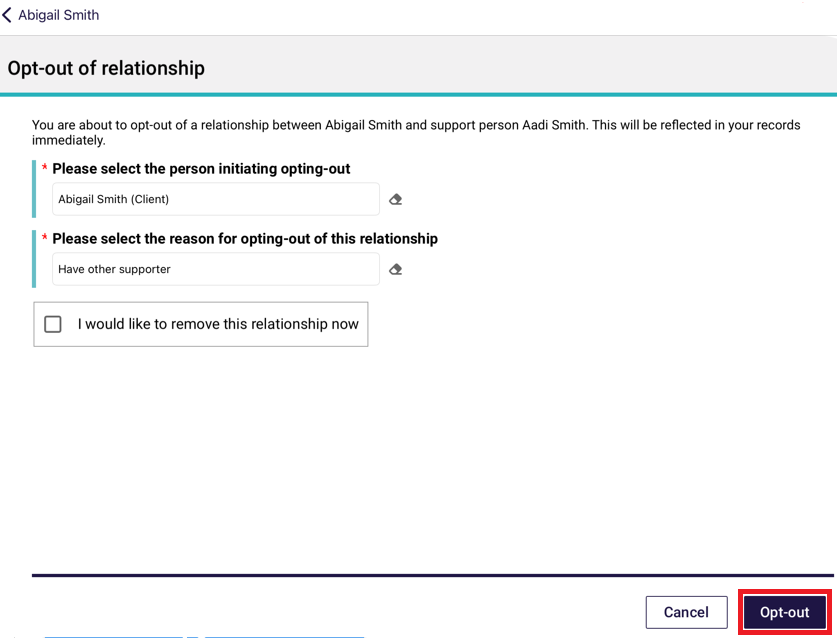 Abigail Smith
Opt-out of relationship
You are about to opt-out of a relationship between Abigail Smith and support person Aadi Smith. This will be reflected in your records
immediately.
* Please select the person initiating opting-out
Abigail Smith (Client)
* Please select the reason for opting-out of this relationship
Have other supporter
I would like to remove this relationship now
Cancel Opt-out